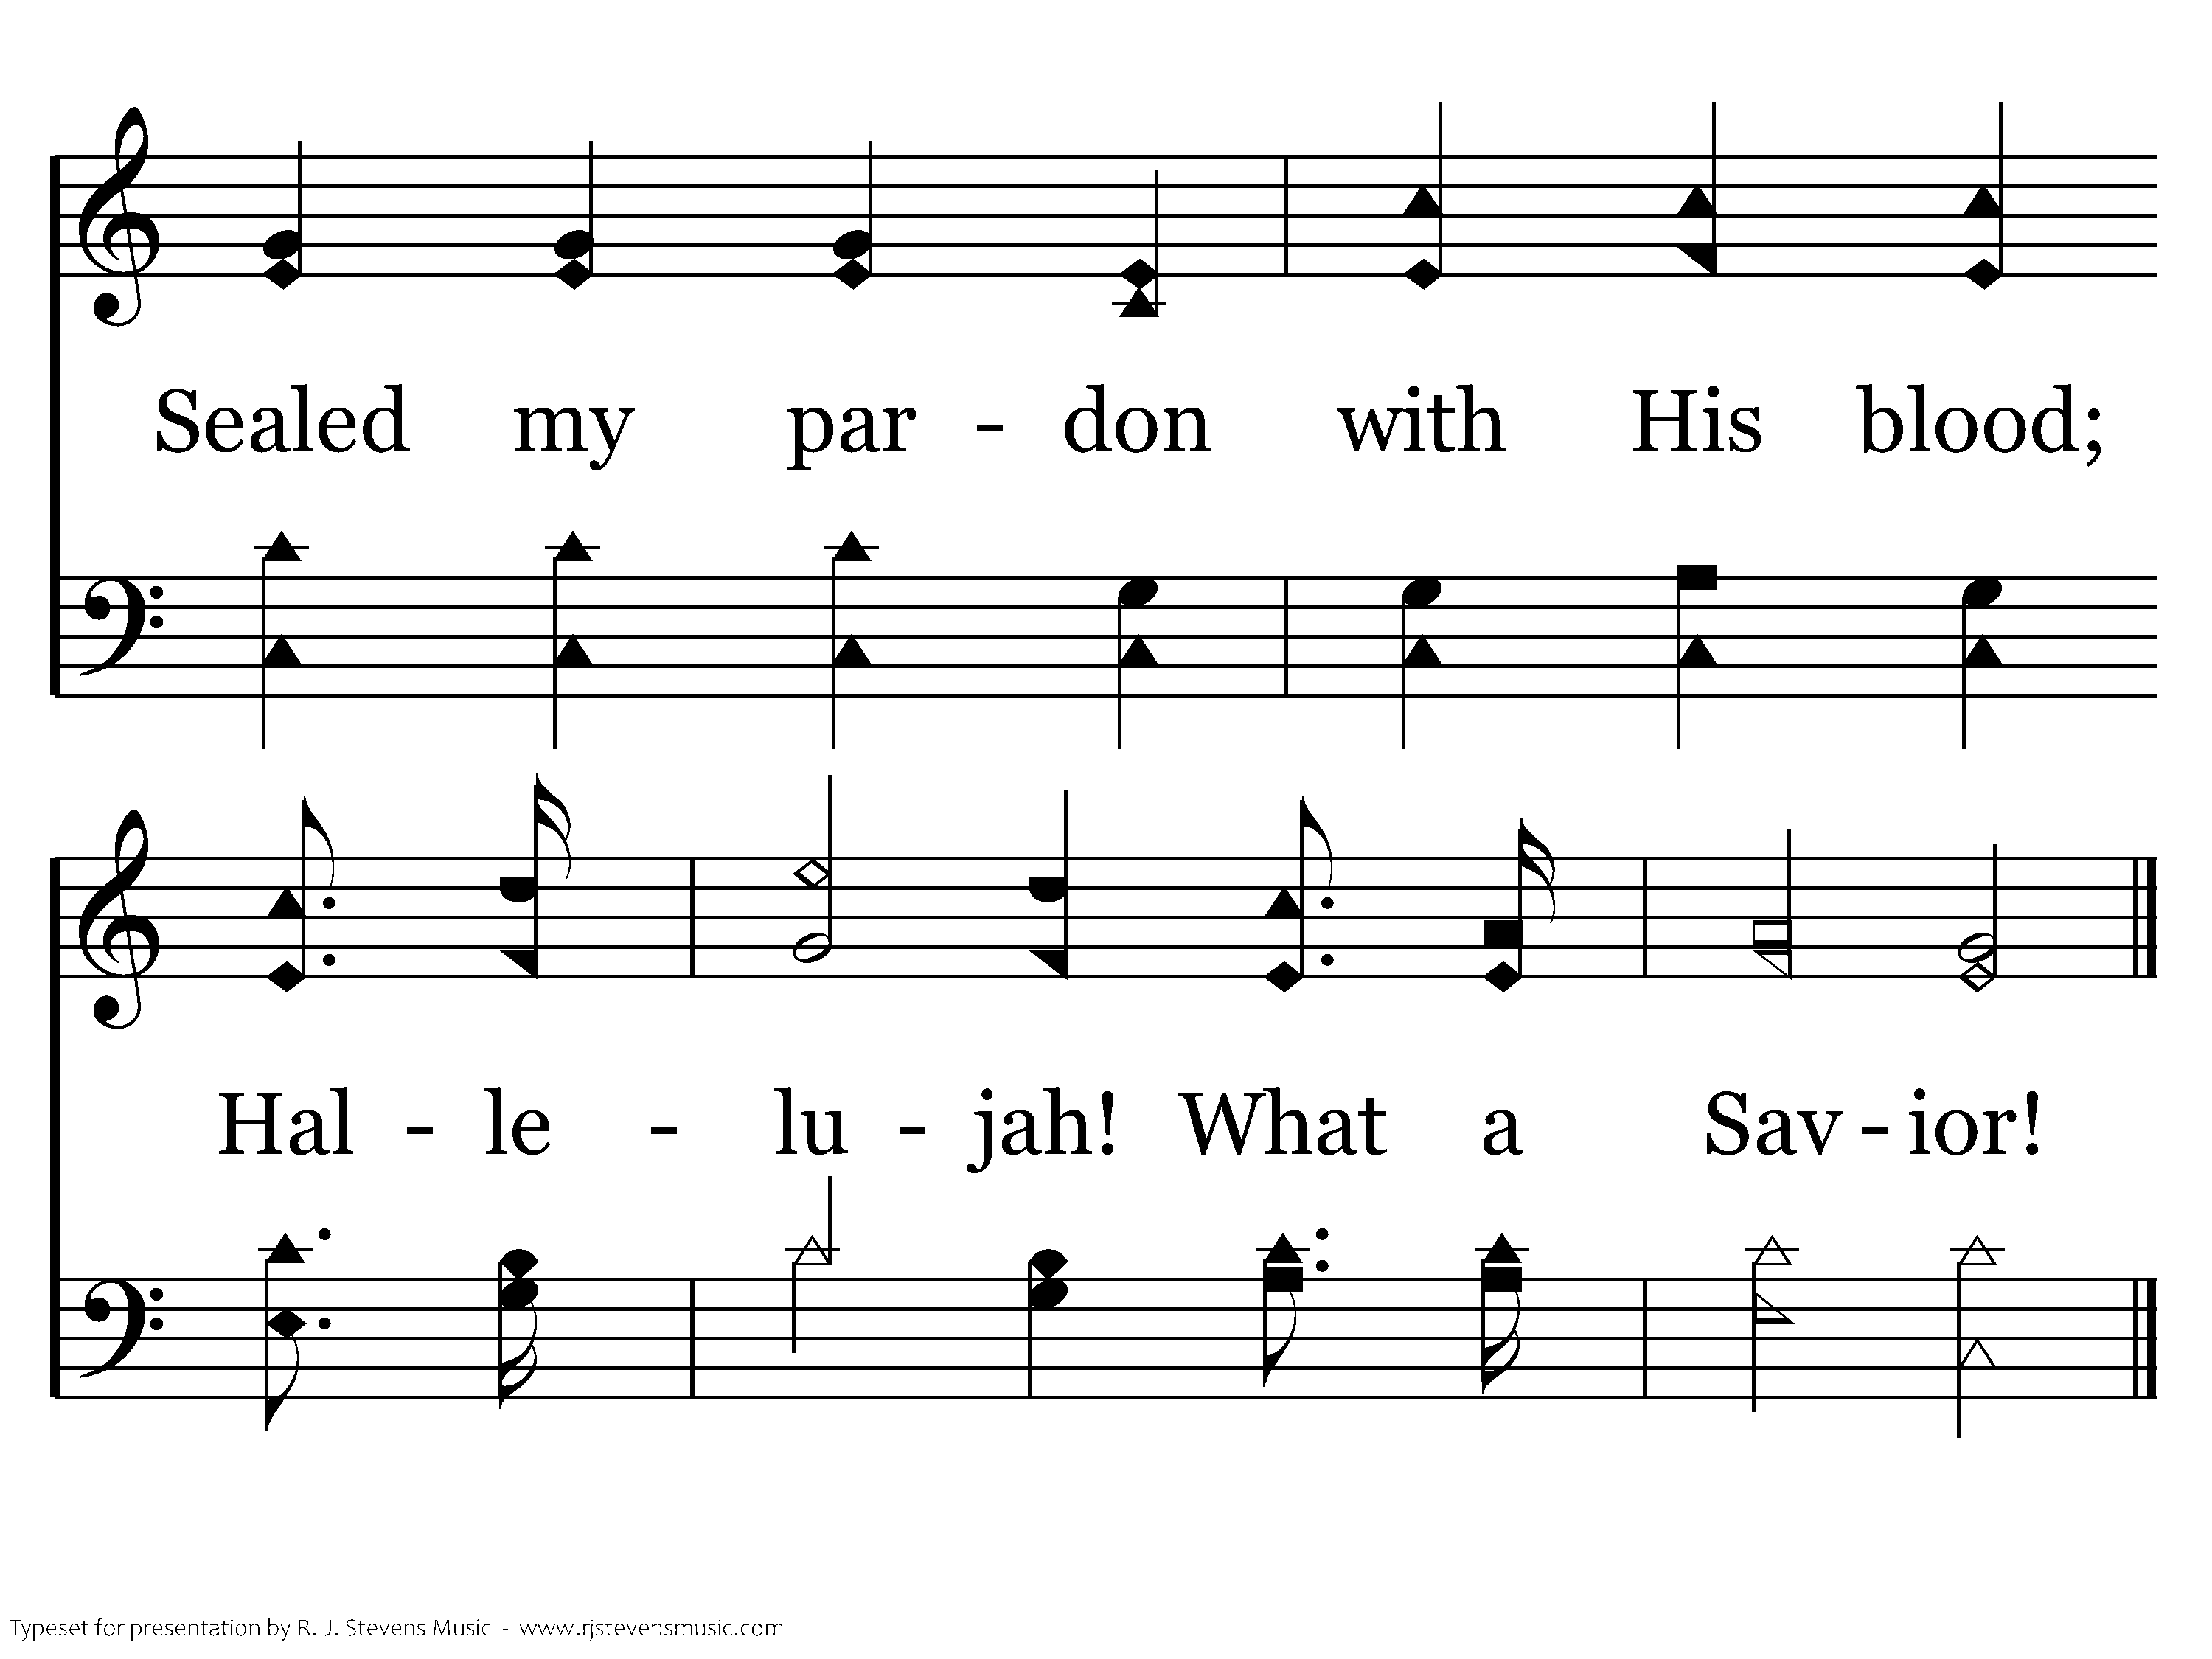 Sealed my par - don with His blood;
Hal - le - lu - jah! What a Sav - ior!
Typeset for presentation by R. J. Stevens Music - www.rjstevensmusic.com